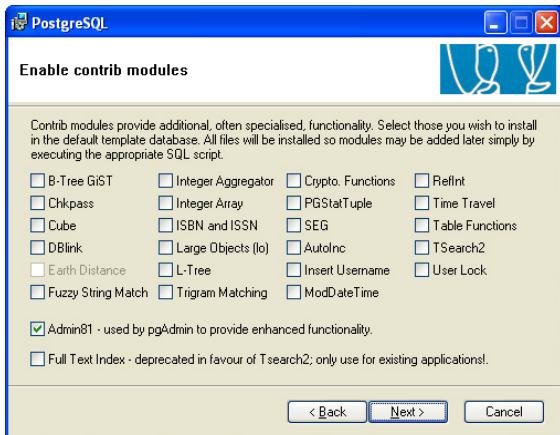 PostgreSQL
Enable contrib modules
Contrib modules provide additional, often specialised, functionality. Select those you wish to install
in the default template database. All files will be installed so modules may be added later simply by
executing the appropriate SQL script.
B-Tree GiST Integer Aggregator Crypto. Functions RefInt
Chkpass Integer Array PGStatTuple Time Travel
Cube ISBN and ISSN SEG Table Functions
DBlink Large Objects (lo) AutoInc TSearch2
Earth Distance L-Tree Insert Username User Lock
Fuzzy String Match Trigram Matching ModDateTime
Admin81 - used by pgAdmin to provide enhanced functionality.
Full Text Index - deprecated in favour of Tsearch2; only use for existing applications!.
< Back Next > Cancel